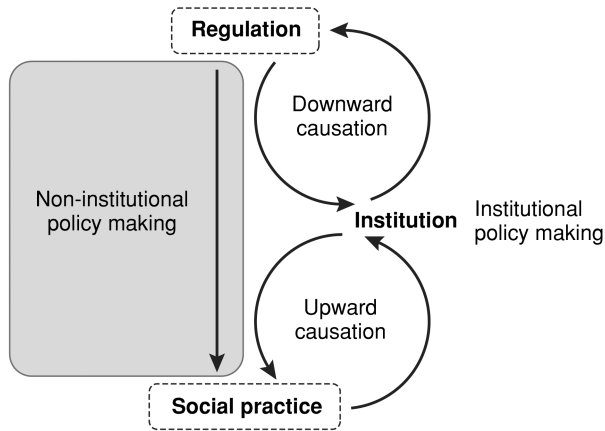 Regulation
Downward
causation
Non-institutional
policy making
Institution
Institutional
policy making
Upward
causation
Social practice